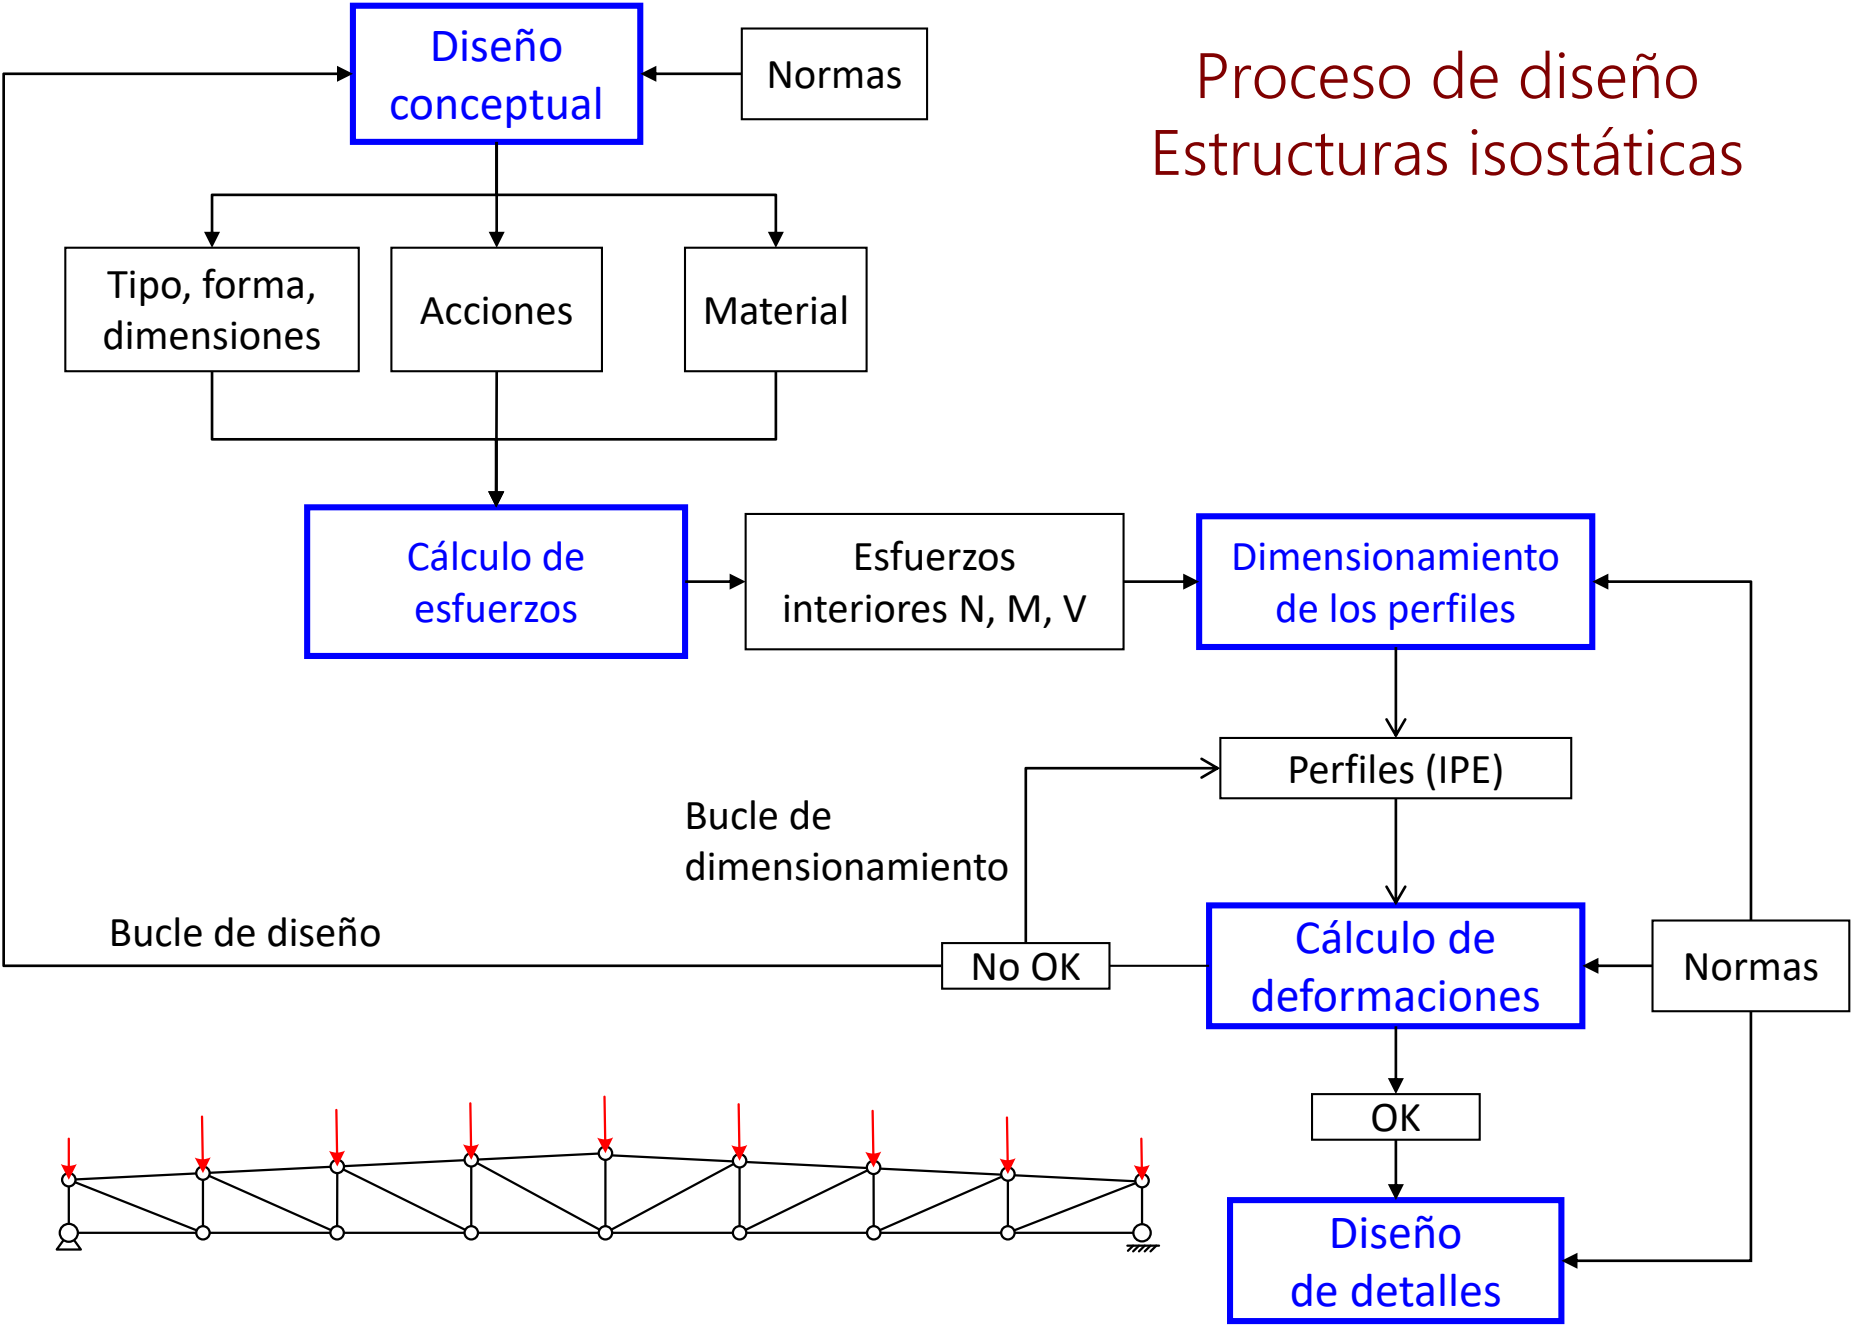 Diseño
conceptual
Normas
Proceso de diseño
Estructuras isostáticas
Tipo, forma,
dimensiones
Acciones
Material
Cálculo de
esfuerzos
Esfuerzos
interiores N, M, V
Dimensionamiento
de los perfiles
Perfiles (IPE)
Bucle de
dimensionamiento
Bucle de diseño
No OK
Cálculo de
deformaciones
Normas
OK
Diseño
de detalles